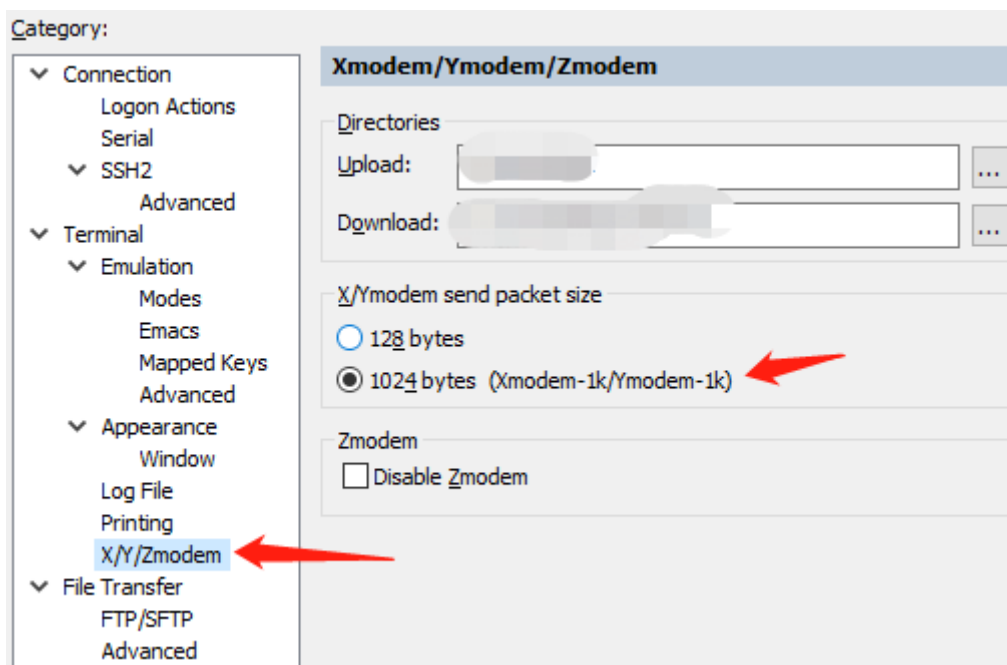 Category:
Connection
Logon Actions
Serial
SSH2
Advanced
Terminal
Emulation
Modes
Emacs
Mapped Keys
Advanced
Appearance
Window
Log File
Printing
X/Y/Zmodem
File Transfer
FTP/SFTP
Advanced
Xmodem/Ymodem/Zmodem
Directories
Upload:
...
Download:
...
X/Ymodem send packet size
128 bytes
1024 bytes (Xmodem-1k/Ymodem-1k)
Zmodem
Disable Zmodem